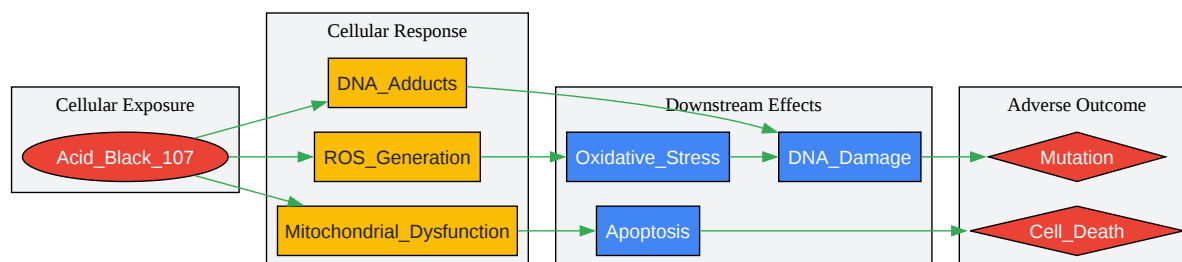 Cellular Exposure
Acid_Black_107
Cellular Response
DNA_Adducts
ROS_Generation
Mitochondrial_Dysfunction
Downstream Effects
Oxidative_Stress
DNA_Damage
Apoptosis
Adverse Outcome
Mutation
Cell_Death